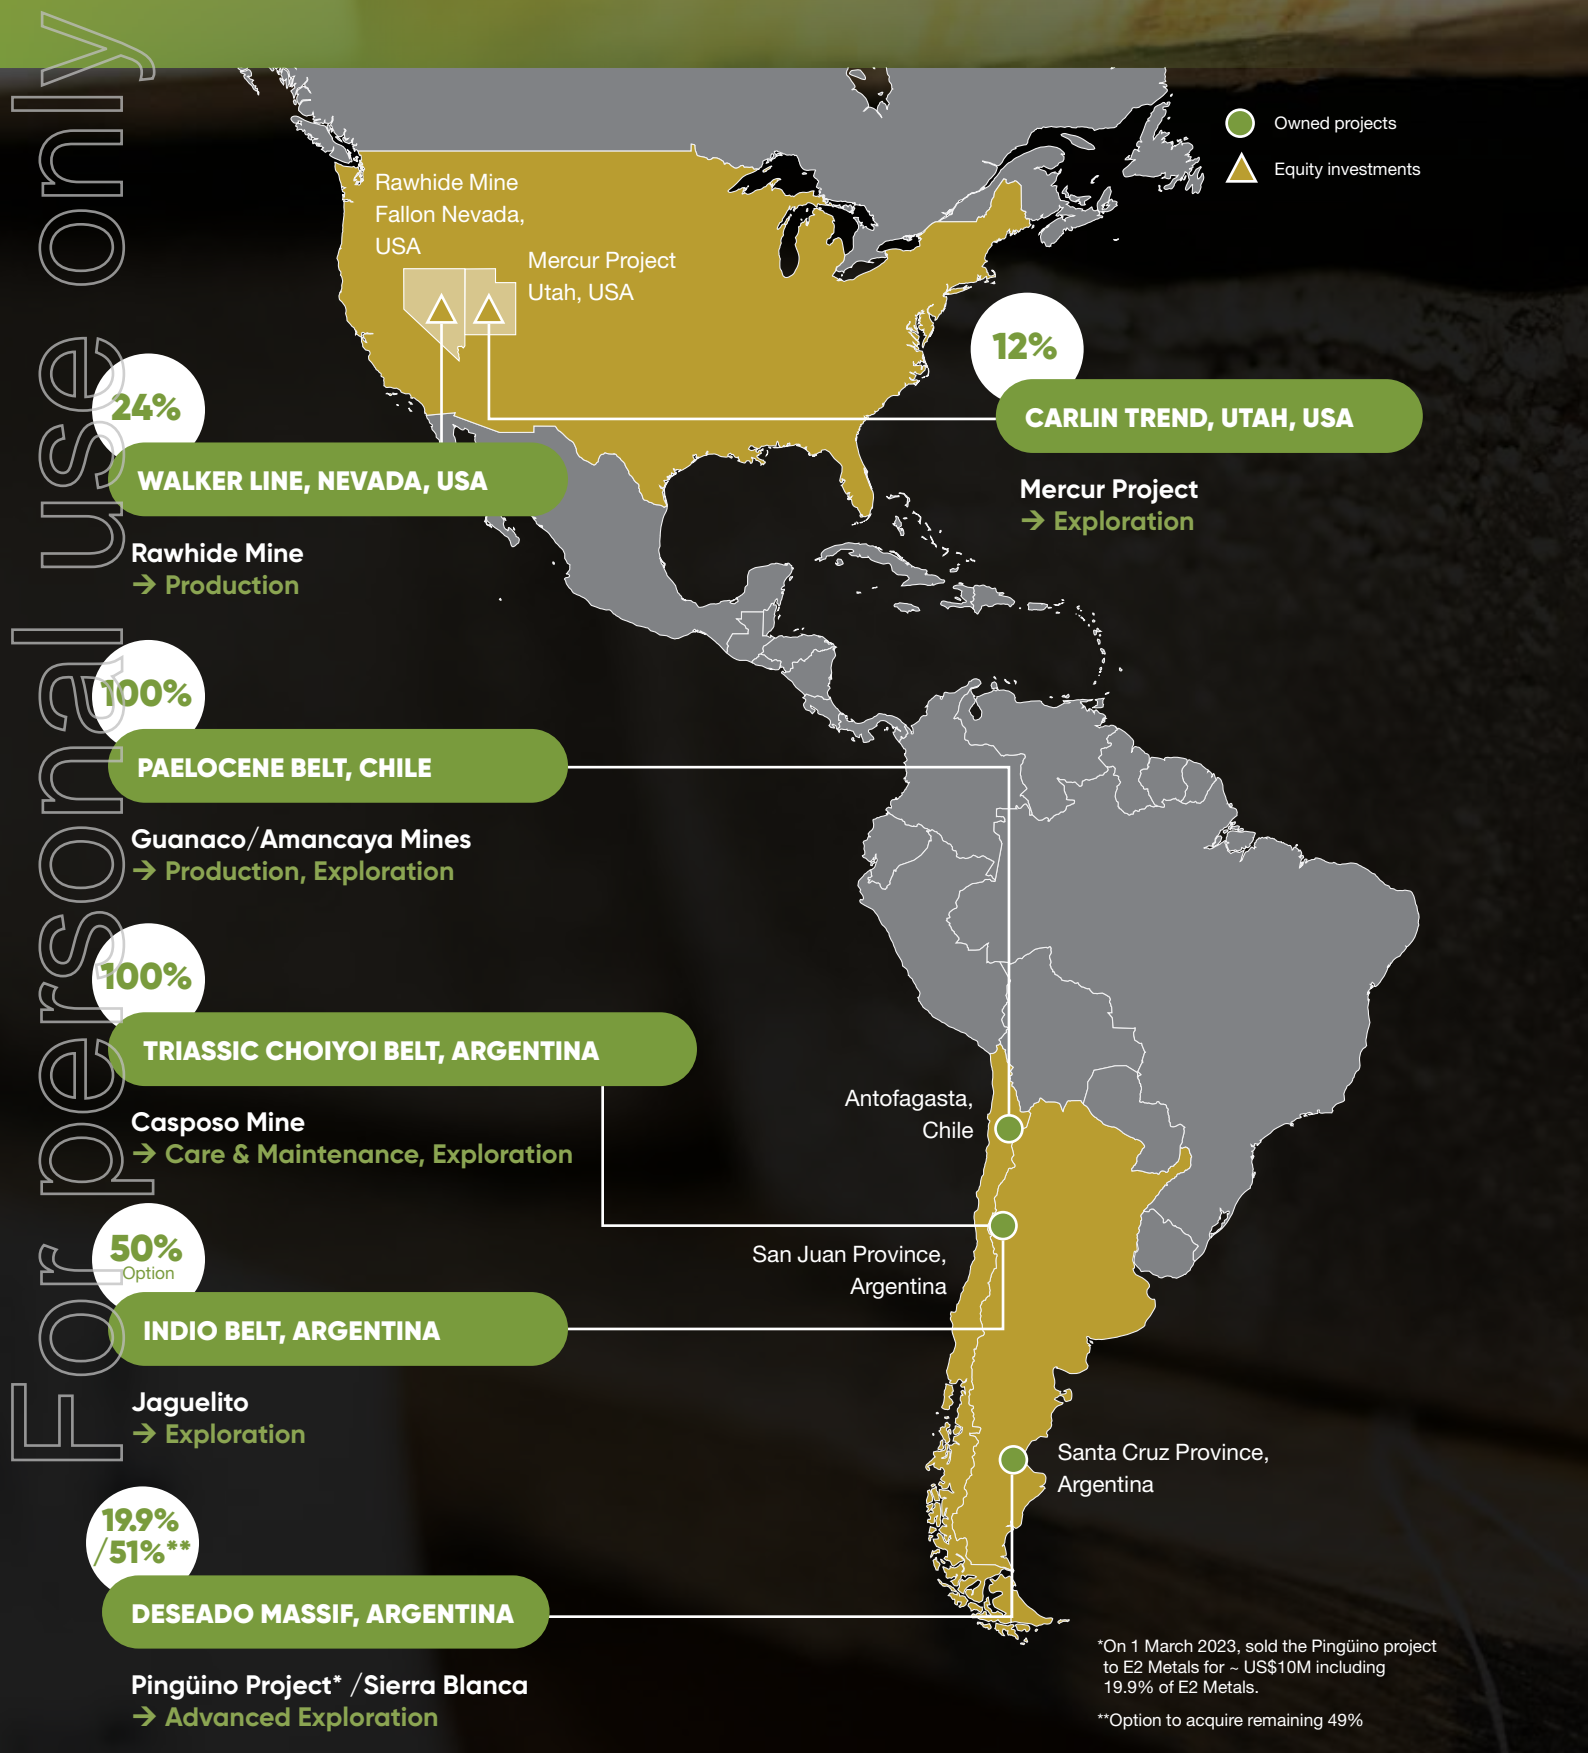 For personal use only
Owned projects
Equity investments
Rawhide Mine
Fallon Nevada,
USA
Mercur Project
Utah, USA
12%
CARLIN TREND, UTAH, USA
Mercur Project
→ Exploration
24%
WALKER LINE, NEVADA, USA
Rawhide Mine
→ Production
100%
PAELOCENE BELT, CHILE
Guanaco/Amancaya Mines
→ Production, Exploration
100%
TRIASSIC CHOIYOI BELT, ARGENTINA
Casposo Mine
→ Care & Maintenance, Exploration
Antofagasta,
Chile
50%
Option
INDIO BELT, ARGENTINA
Jaguelito
→ Exploration
San Juan Province,
Argentina
Santa Cruz Province,
Argentina
19.9%
/51%**
DESEADO MASSIF, ARGENTINA
Pingüino Project* /Sierra Blanca
→ Advanced Exploration
*On 1 March 2023, sold the Pingüino project
to E2 Metals for ~ US$10M including
19.9% of E2 Metals.
**Option to acquire remaining 49%